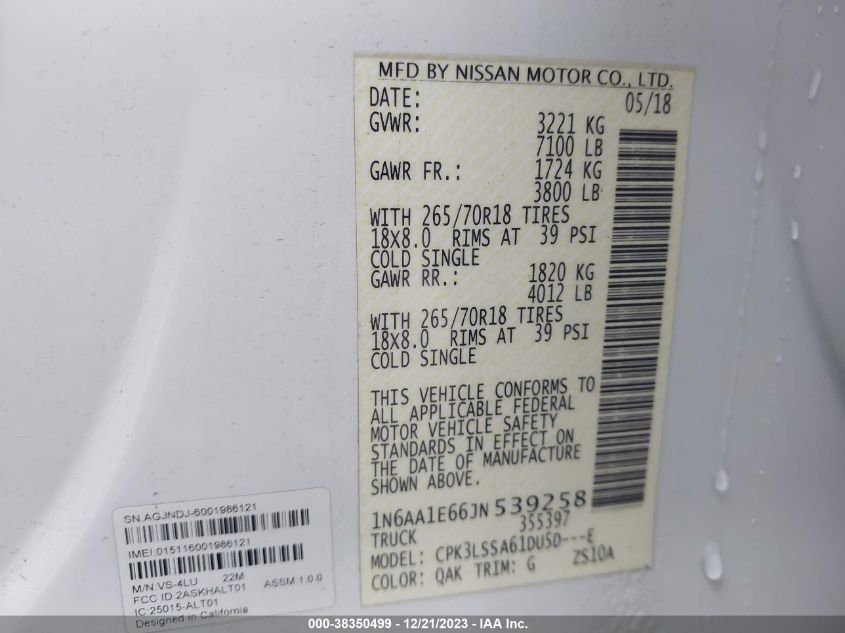 MFD BY NISSAN MOTOR CO., LTD.
DATE: 05/18
GVWR: 3221 KG
7100 LB
GAWR FR.: 1724 KG
3800 LB
WITH 265/70R18 TIRES
18X8.0 RIMS AT 39 PSI
COLD SINGLE
GAWR RR.: 1820 KG
4012 LB
WITH 265/70R18 TIRES
18X8.0 RIMS AT 39 PSI
COLD SINGLE
THIS VEHICLE CONFORMS TO
ALL APPLICABLE FEDERAL
MOTOR VEHICLE SAFETY
STANDARDS IN EFFECT ON
THE DATE OF MANUFACTURE
SHOWN ABOVE.
1N6AA1E66JN539258
355397
TRUCK
MODEL: CPK3LSSA61DU5D---E
COLOR: QAK TRIM: G ZS10A
SN.AGJNDJ-6001986121
IMEI:015116001986121
M/N VS-4LU 22M
FCC ID 2ASKHALT01 ASSM 1.0.0
IC 25015-ALT01
Designed in California
000-38350499 - 12/21/2023 - IAA Inc.